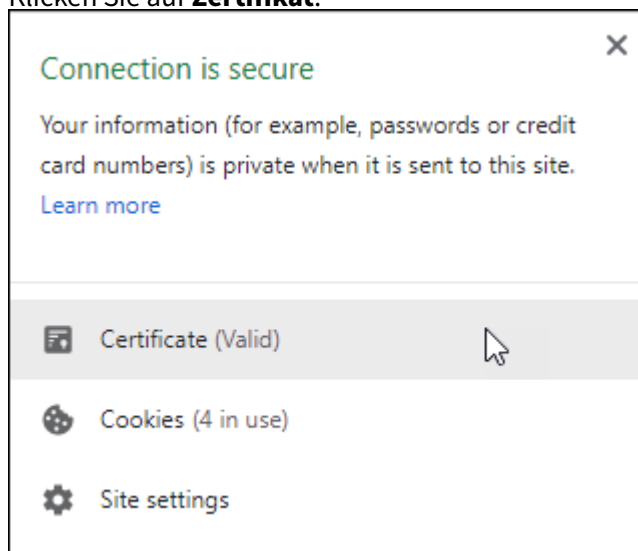 Klicken Sie auf Zertifikat.
Connection is secure
Your information (for example, passwords or credit
card numbers) is private when it is sent to this site.
Learn more
Certificate (Valid)
Cookies (4 in use)
Site settings